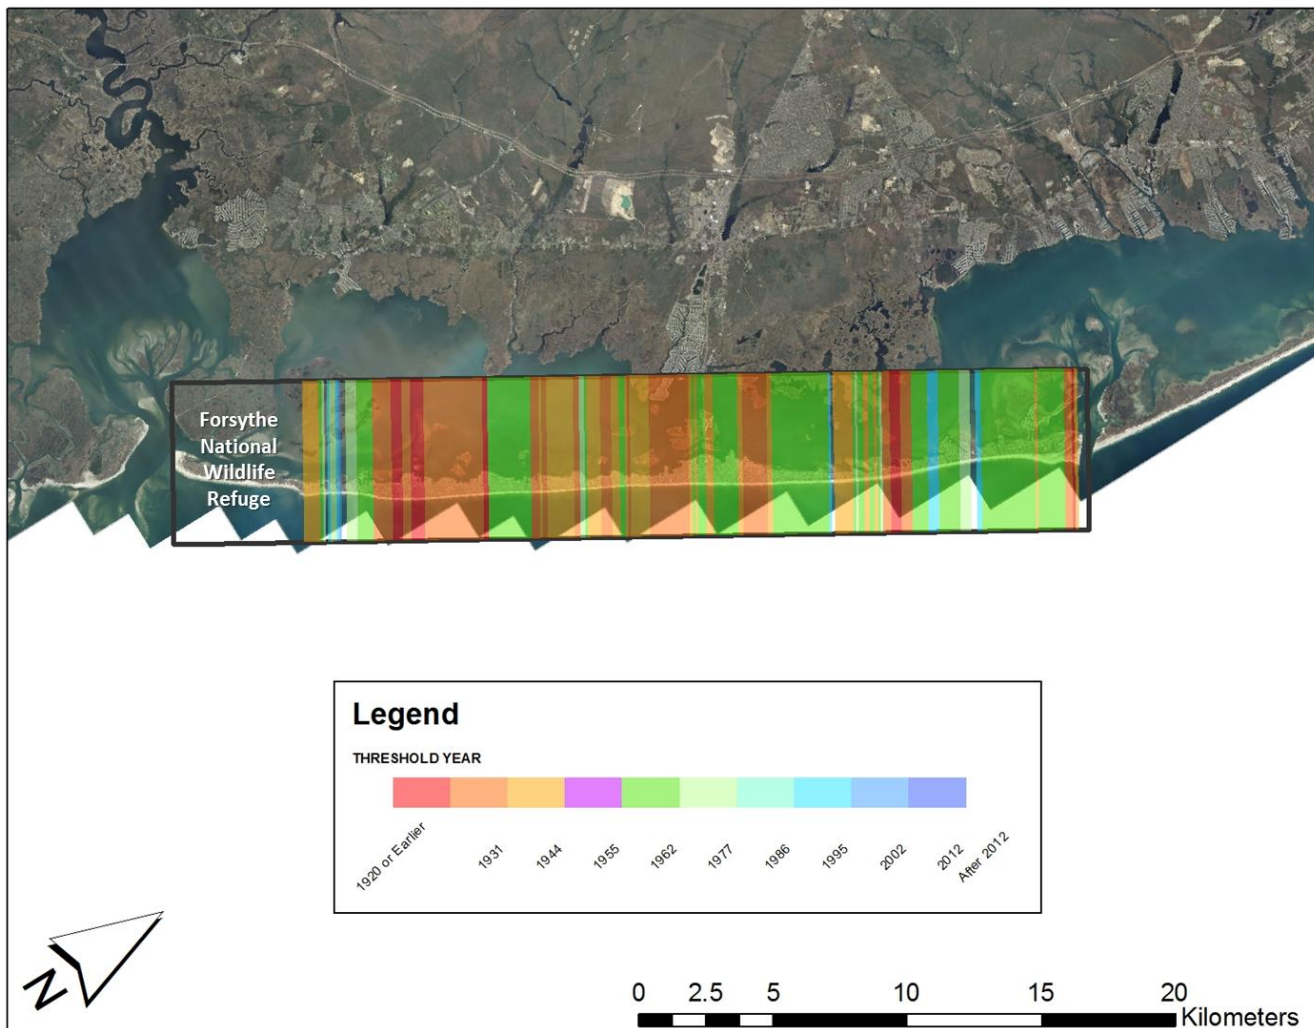 Forsythe
National
Wildlife
Refuge
Legend
THRESHOLD YEAR
1920 or Earlier
1931
1944
1955
1962
1977
1986
1995
2002
2012
After 2012
N
0 2.5 5 10 15 20
Kilometers